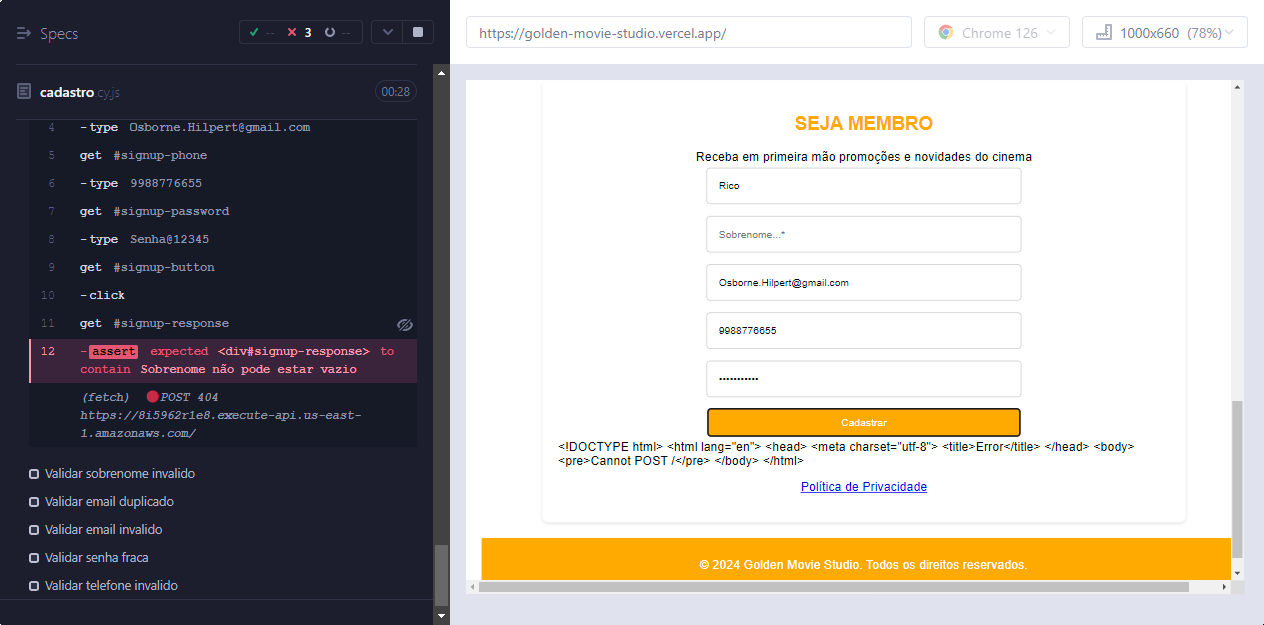 Specs
-- 3 --
cadastro.cy.js 00:28
4 -type Osborne.Hilpert@gmail.com
5 get #signup-phone
6 -type 9988776655
7 get #signup-password
8 -type Senha@12345
9 get #signup-button
10 -click
11 get #signup-response
12 -assert expected <div#signup-response> to
contain Sobrenome não pode estar vazio
(fetch) POST 404
https://8i5962r1e8.execute-api.us-east-
1.amazonaws.com/
Validar sobrenome invalido
Validar email duplicado
Validar email invalido
Validar senha fraca
Validar telefone invalido
https://golden-movie-studio.vercel.app/
Chrome 126
1000x660 (78%)
SEJA MEMBRO
Receba em primeira mão promoções e novidades do cinema
Rico
Sobrenome...*
Osborne.Hilpert@gmail.com
9988776655
•••••••••••
Cadastrar
<!DOCTYPE html> <html lang="en"> <head> <meta charset="utf-8"> <title>Error</title> </head> <body>
<pre>Cannot POST /</pre> </body> </html>
Política de Privacidade
© 2024 Golden Movie Studio. Todos os direitos reservados.